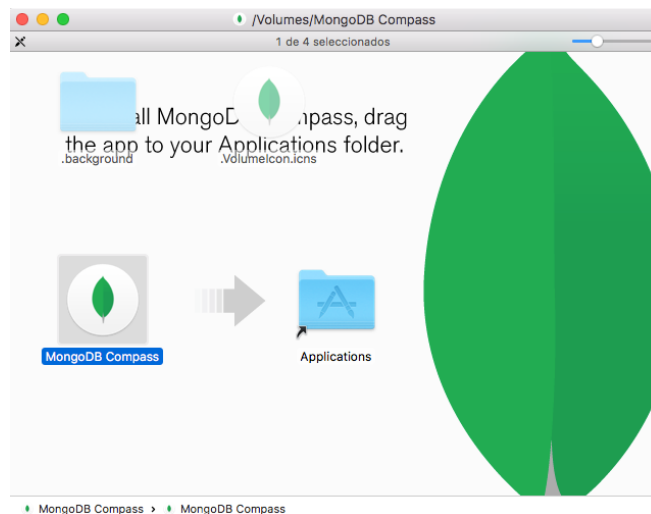 /Volumes/MongoDB Compass
1 de 4 seleccionados
all MongoD mpass, drag
the app to your Applications folder.
.background
.VolumeIcon.icns
MongoDB Compass
Applications
MongoDB Compass › MongoDB Compass